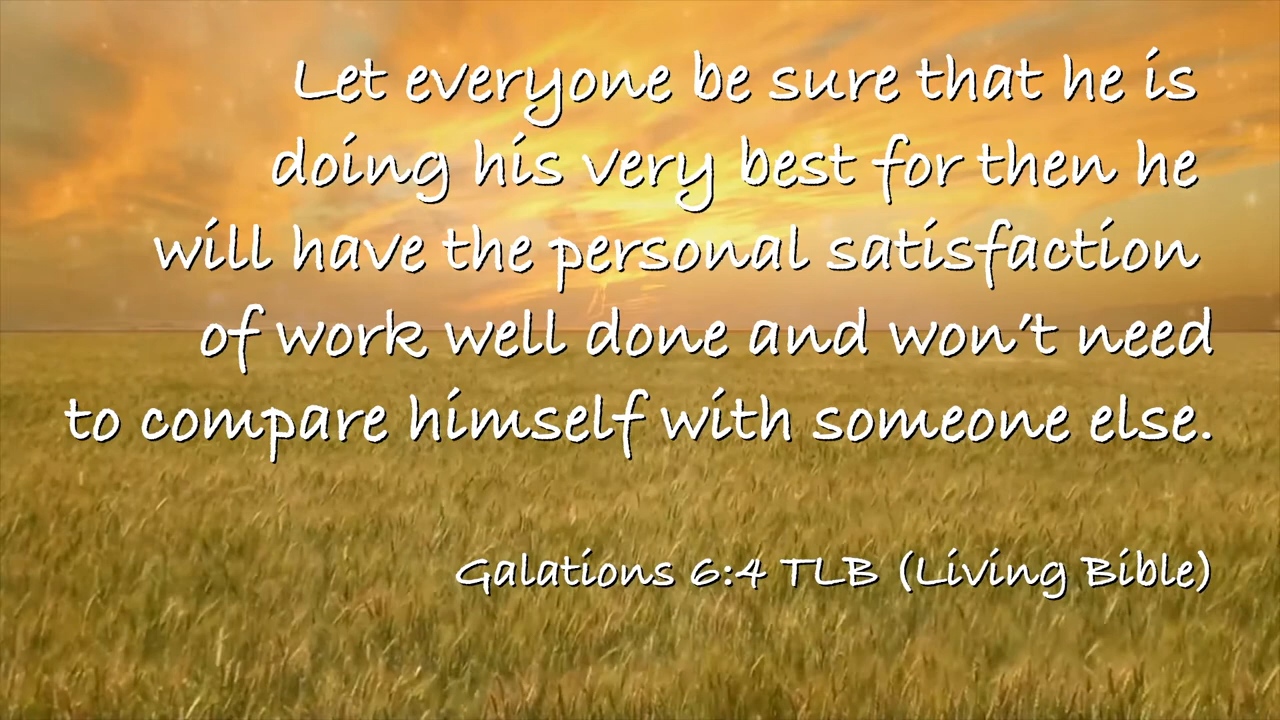 Let everyone be sure that he is
doing his very best for then he
will have the personal satisfaction
of work well done and won't need
to compare himself with someone else.
Galations 6:4 TLB (Living Bible)